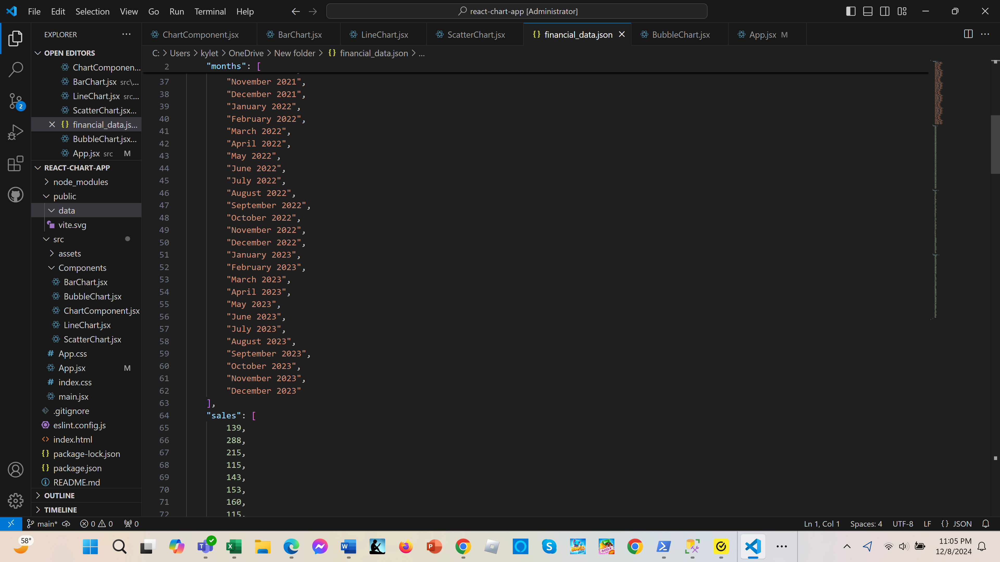 File Edit Selection View Go Run Terminal Help
react-chart-app [Administrator]
EXPLORER
ChartComponent.jsx BarChart.jsx LineChart.jsx ScatterChart.jsx {} financial_data.json BubbleChart.jsx App.jsx M
C: > Users > kylet > OneDrive > New folder > {} financial_data.json > ...
OPEN EDITORS
ChartComponen...
BarChart.jsx src\...
LineChart.jsx src...
ScatterChart.jsx...
{} financial_data.js...
BubbleChart.jsx...
App.jsx src M
REACT-CHART-APP
node_modules
public
data
vite.svg
src
assets
Components
BarChart.jsx
BubbleChart.jsx
ChartComponent.jsx
LineChart.jsx
ScatterChart.jsx
# App.css
App.jsx M
# index.css
main.jsx
.gitignore
eslint.config.js
<> index.html
{} package-lock.json
{} package.json
README.md
OUTLINE
TIMELINE
2
2 "months": [
37 "November 2021",
38 "December 2021",
39 "January 2022",
40 "February 2022",
41 "March 2022",
42 "April 2022",
43 "May 2022",
44 "June 2022",
45 "July 2022",
46 "August 2022",
47 "September 2022",
48 "October 2022",
49 "November 2022",
50 "December 2022",
51 "January 2023",
52 "February 2023",
53 "March 2023",
54 "April 2023",
55 "May 2023",
56 "June 2023",
57 "July 2023",
58 "August 2023",
59 "September 2023",
60 "October 2023",
61 "November 2023",
62 "December 2023"
63 ],
64 "sales": [
65 139,
66 288,
67 215,
68 115,
69 143,
70 153,
71 160,
72 115,
main* 0 0 0
Ln 1, Col 1 Spaces: 4 UTF-8 LF {} JSON
58°
T X W P S BINGO SODA
11:05 PM
12/8/2024